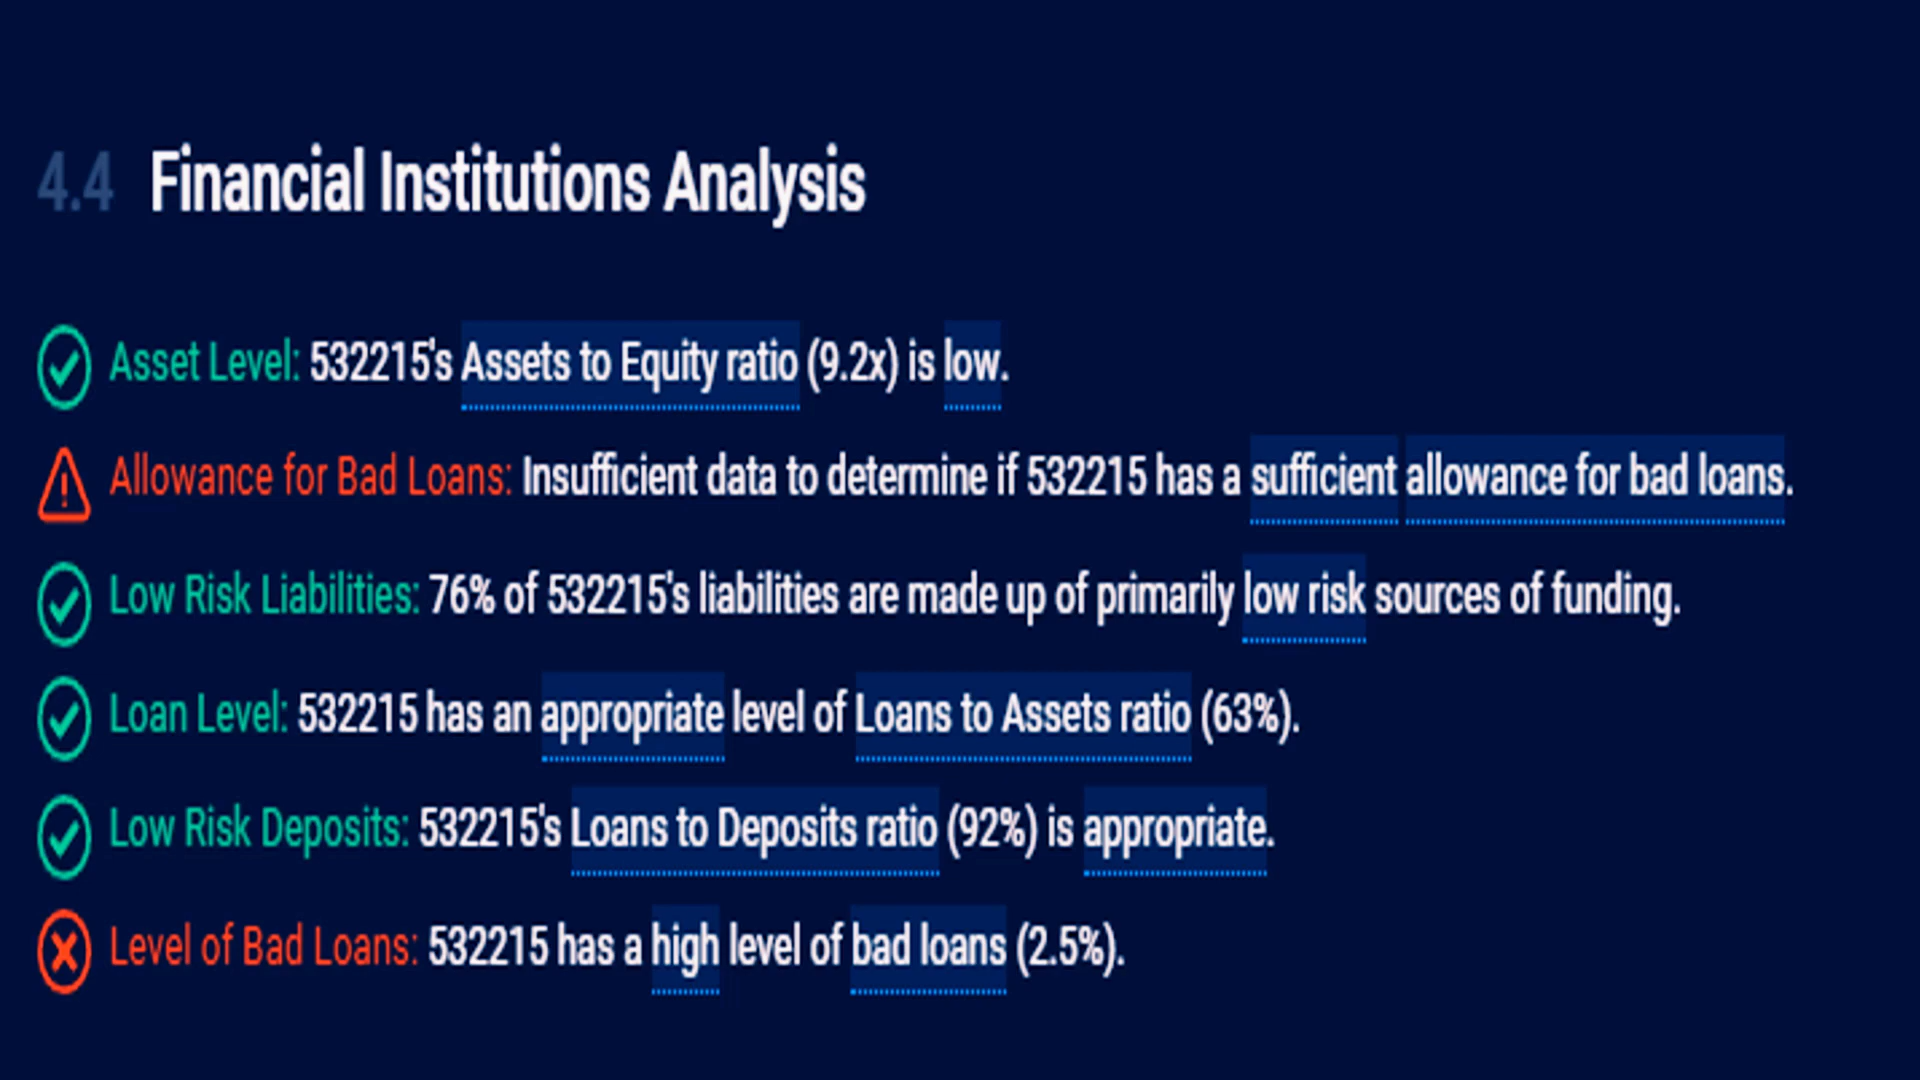 4.4 Financial Institutions Analysis
Asset Level: 532215's Assets to Equity ratio (9.2x) is low.
Allowance for Bad Loans: Insufficient data to determine if 532215 has a sufficient allowance for bad loans.
Low Risk Liabilities: 76% of 532215's liabilities are made up of primarily low risk sources of funding.
Loan Level: 532215 has an appropriate level of Loans to Assets ratio (63%).
Low Risk Deposits: 532215's Loans to Deposits ratio (92%) is appropriate.
Level of Bad Loans: 532215 has a high level of bad loans (2.5%).